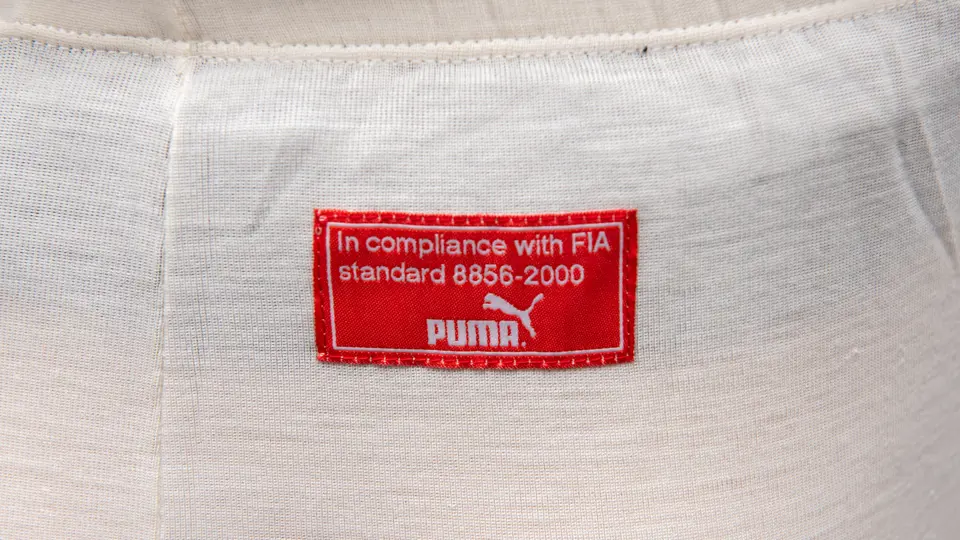 In compliance with FIA
standard 8856-2000
PUMA.